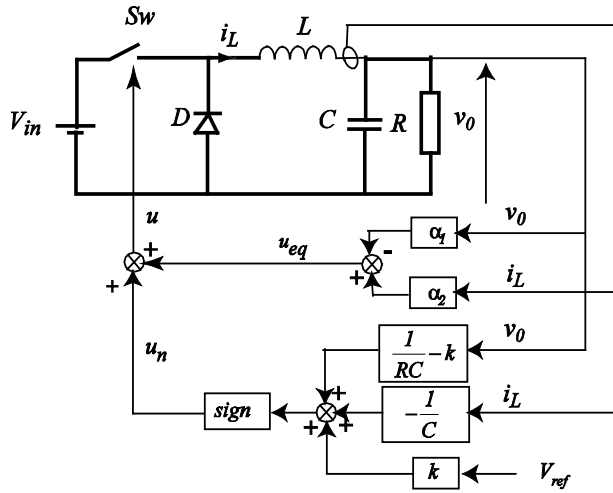 Sw
i_L
L
V_in
D
C
R
v_0
u
u_eq
α_1
v_0
+
-
+
+
α_2
i_L
u_n
1/RC - k
v_0
sign
+
+
+
- 1/C
i_L
k
V_ref